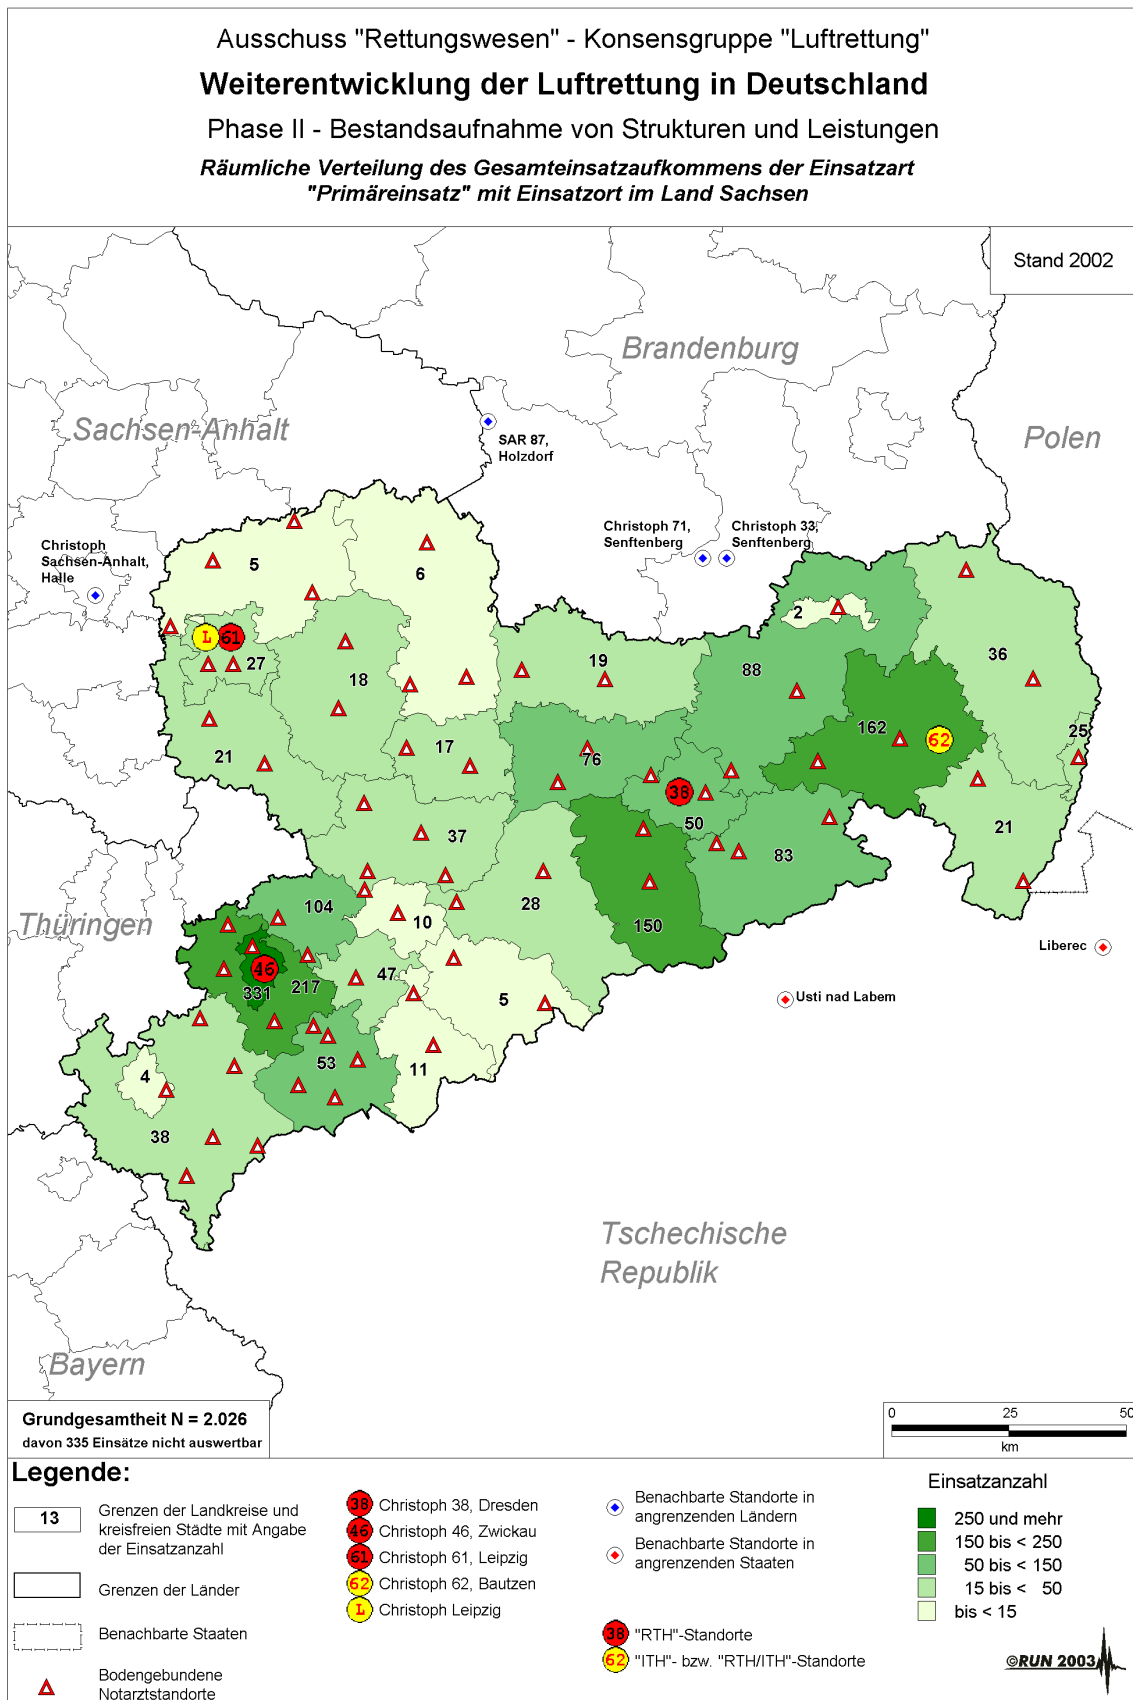 Ausschuss "Rettungswesen" - Konsensgruppe "Luftrettung"
Weiterentwicklung der Luftrettung in Deutschland
Phase II - Bestandsaufnahme von Strukturen und Leistungen
Räumliche Verteilung des Gesamteinsatzaufkommens der Einsatzart
"Primäreinsatz" mit Einsatzort im Land Sachsen
Stand 2002
Brandenburg
Sachsen-Anhalt
Polen
SAR 87,
Holzdorf
Christoph 71,
Senftenberg
Christoph 33,
Senftenberg
Christoph
Sachsen-Anhalt,
Halle
5
6
2
L
61
27
18
19
88
36
162
62
25
21
17
76
38
50
21
37
83
104
10
28
150
Thüringen
46
331
217
47
5
Liberec
Usti nad Labem
53
11
4
38
Tschechische
Republik
Bayern
Grundgesamtheit N = 2.026
davon 335 Einsätze nicht auswertbar
0 25 50
km
Legende:
13
Grenzen der Landkreise und
kreisfreien Städte mit Angabe
der Einsatzanzahl
Grenzen der Länder
Benachbarte Staaten
Bodengebundene
Notarztstandorte
38 Christoph 38, Dresden
46 Christoph 46, Zwickau
61 Christoph 61, Leipzig
62 Christoph 62, Bautzen
L Christoph Leipzig
Benachbarte Standorte in
angrenzenden Ländern
Benachbarte Standorte in
angrenzenden Staaten
38 "RTH"-Standorte
62 "ITH"- bzw. "RTH/ITH"-Standorte
Einsatzanzahl
250 und mehr
150 bis < 250
50 bis < 150
15 bis < 50
bis < 15
©RUN 2003